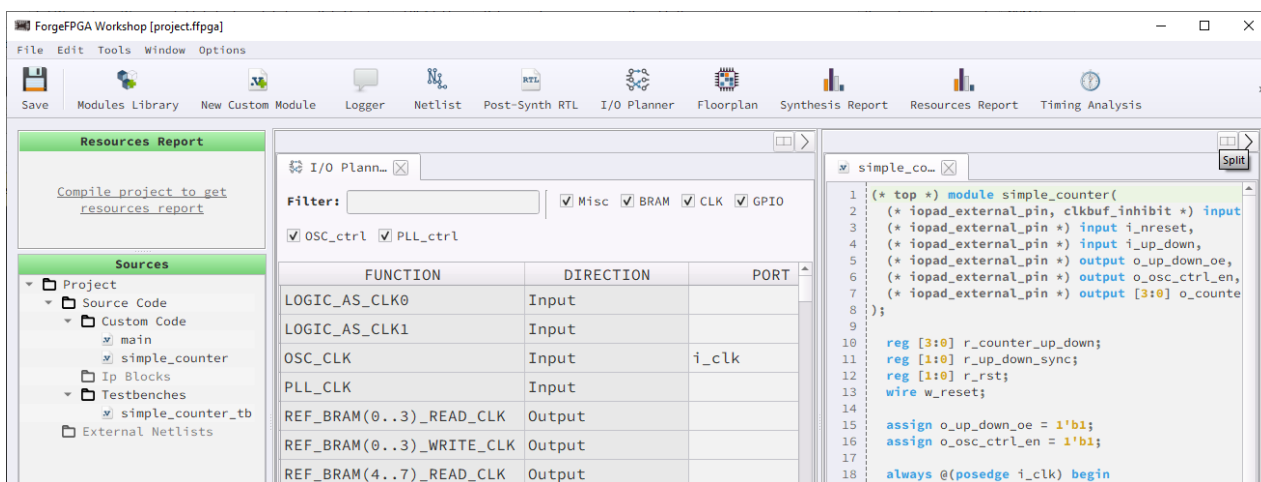 ForgeFPGA Workshop [project.ffpga]
File Edit Tools Window Options
Save Modules Library New Custom Module Logger Netlist Post-Synth RTL I/O Planner Floorplan Synthesis Report Resources Report Timing Analysis
Resources Report
Compile project to get
resources report
Sources
Project
Source Code
Custom Code
main
simple_counter
Ip Blocks
Testbenches
simple_counter_tb
External Netlists
I/O Plann…
Filter: Misc BRAM CLK GPIO
OSC_ctrl PLL_ctrl
FUNCTION DIRECTION PORT
LOGIC_AS_CLK0 Input
LOGIC_AS_CLK1 Input
OSC_CLK Input i_clk
PLL_CLK Input
REF_BRAM(0..3)_READ_CLK Output
REF_BRAM(0..3)_WRITE_CLK Output
REF_BRAM(4..7)_READ_CLK Output
Split
simple_co…
1 (* top *) module simple_counter(
2 (* iopad_external_pin, clkbuf_inhibit *) input
3 (* iopad_external_pin *) input i_nreset,
4 (* iopad_external_pin *) input i_up_down,
5 (* iopad_external_pin *) output o_up_down_oe,
6 (* iopad_external_pin *) output o_osc_ctrl_en,
7 (* iopad_external_pin *) output [3:0] o_counte
8 );
9
10 reg [3:0] r_counter_up_down;
11 reg [1:0] r_up_down_sync;
12 reg [1:0] r_rst;
13 wire w_reset;
14
15 assign o_up_down_oe = 1'b1;
16 assign o_osc_ctrl_en = 1'b1;
17
18 always @(posedge i_clk) begin